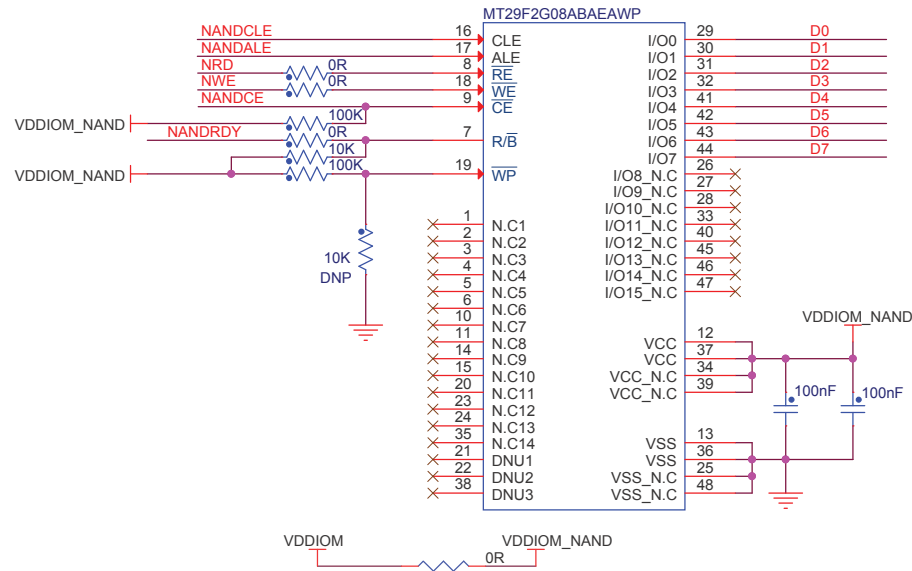 MT29F2G08ABAEAWP
NANDCLE 16 CLE
NANDALE 17 ALE
NRD 0R 8 RE
NWE 0R 18 WE
NANDCE 9 CE
VDDIOM_NAND 100K
NANDRDY 0R 7 R/B
10K
VDDIOM_NAND 100K 19 WP
10K
DNP
1 N.C1
2 N.C2
3 N.C3
4 N.C4
5 N.C5
6 N.C6
10 N.C7
11 N.C8
14 N.C9
15 N.C10
20 N.C11
23 N.C12
24 N.C13
35 N.C14
21 DNU1
22 DNU2
38 DNU3
I/O0 29 D0
I/O1 30 D1
I/O2 31 D2
I/O3 32 D3
I/O4 41 D4
I/O5 42 D5
I/O6 43 D6
I/O7 44 D7
I/O8_N.C 26
I/O9_N.C 27
I/O10_N.C 28
I/O11_N.C 33
I/O12_N.C 40
I/O13_N.C 45
I/O14_N.C 46
I/O15_N.C 47
VDDIOM_NAND
VCC 12
VCC 37
VCC_N.C 34
VCC_N.C 39
100nF 100nF
VSS 13
VSS 36
VSS_N.C 25
VSS_N.C 48
VDDIOM 0R VDDIOM_NAND